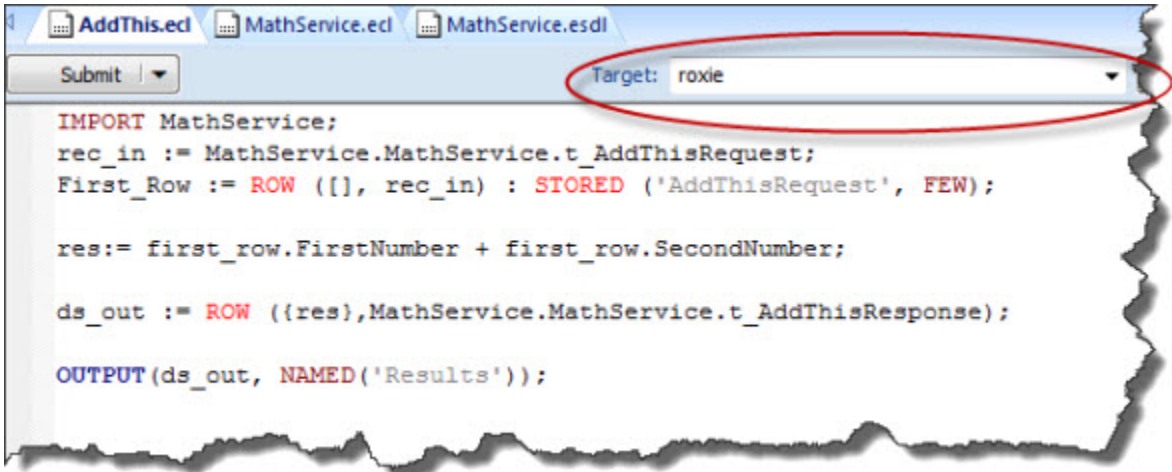 AddThis.ecl MathService.ecl MathService.esdl
Submit Target: roxie
IMPORT MathService;
rec_in := MathService.MathService.t_AddThisRequest;
First_Row := ROW ([], rec_in) : STORED ('AddThisRequest', FEW);
res:= first_row.FirstNumber + first_row.SecondNumber;
ds_out := ROW ({res},MathService.MathService.t_AddThisResponse);
OUTPUT(ds_out, NAMED('Results'));